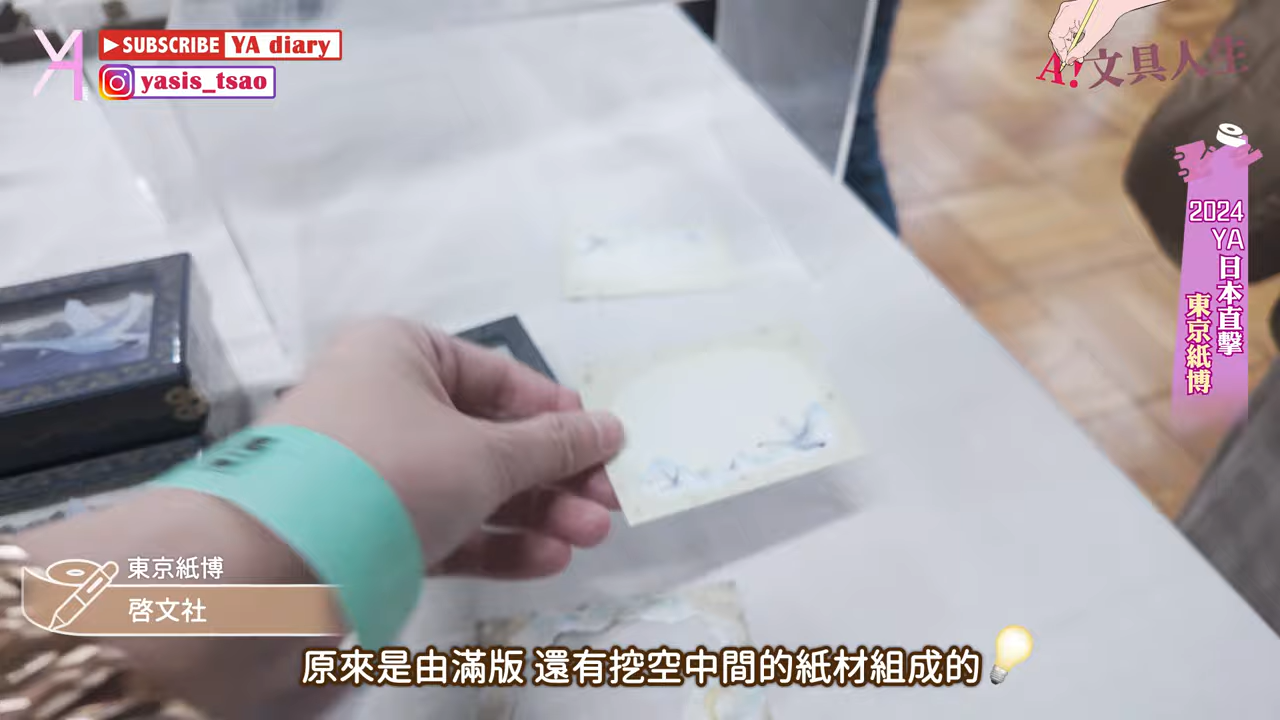 YA
SUBSCRIBE YA diary
yasis_tsao
A!文具人生
2024
YA日本直擊
東京紙博
東京紙博
啓文社
原來是由滿版 還有挖空中間的紙材組成的